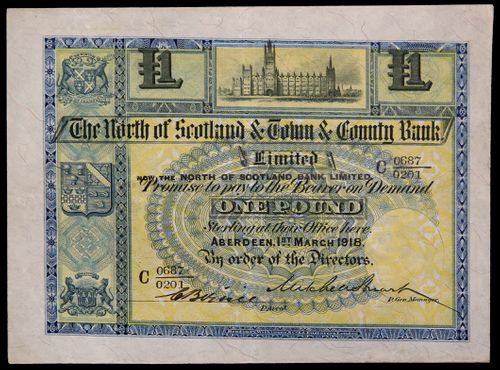 £1 £1
The North of Scotland & Town & County Bank
Limited
C 0687/0201
NOW THE NORTH OF SCOTLAND BANK LIMITED.
Promise to pay to the Bearer on Demand
ONE POUND
Sterling at their Office here.
ABERDEEN, 1ST MARCH 1918.
By order of the Directors.
C 0687/0201
P. Acct.
P. Gen. Manager.